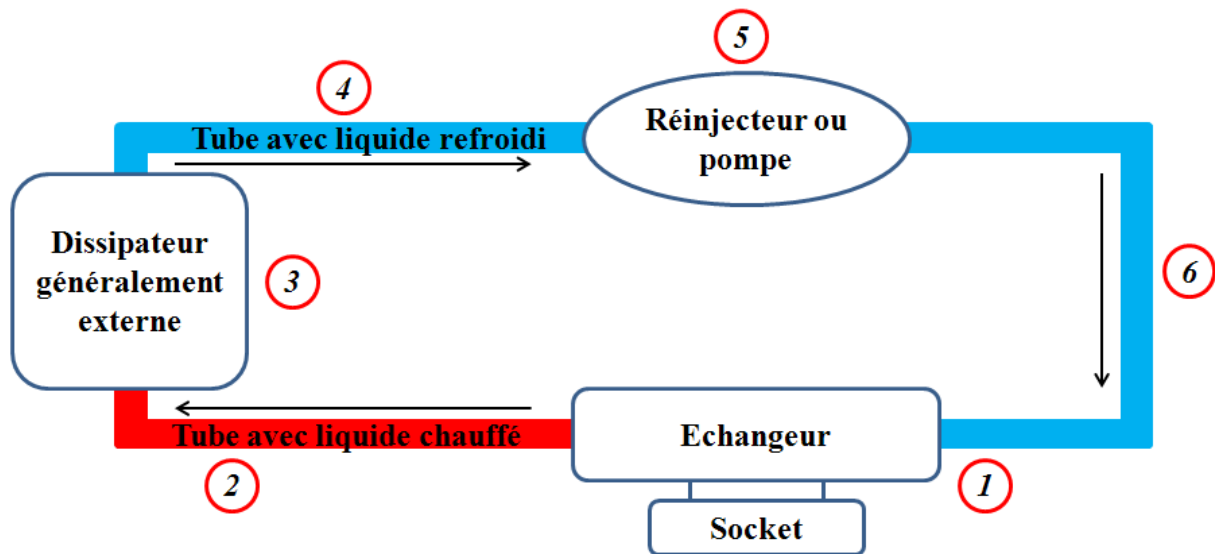 5
4
Tube avec liquide refroidi
Réinjecteur ou
pompe
Dissipateur
généralement
externe
3
6
Tube avec liquide chauffé
Echangeur
2
1
Socket